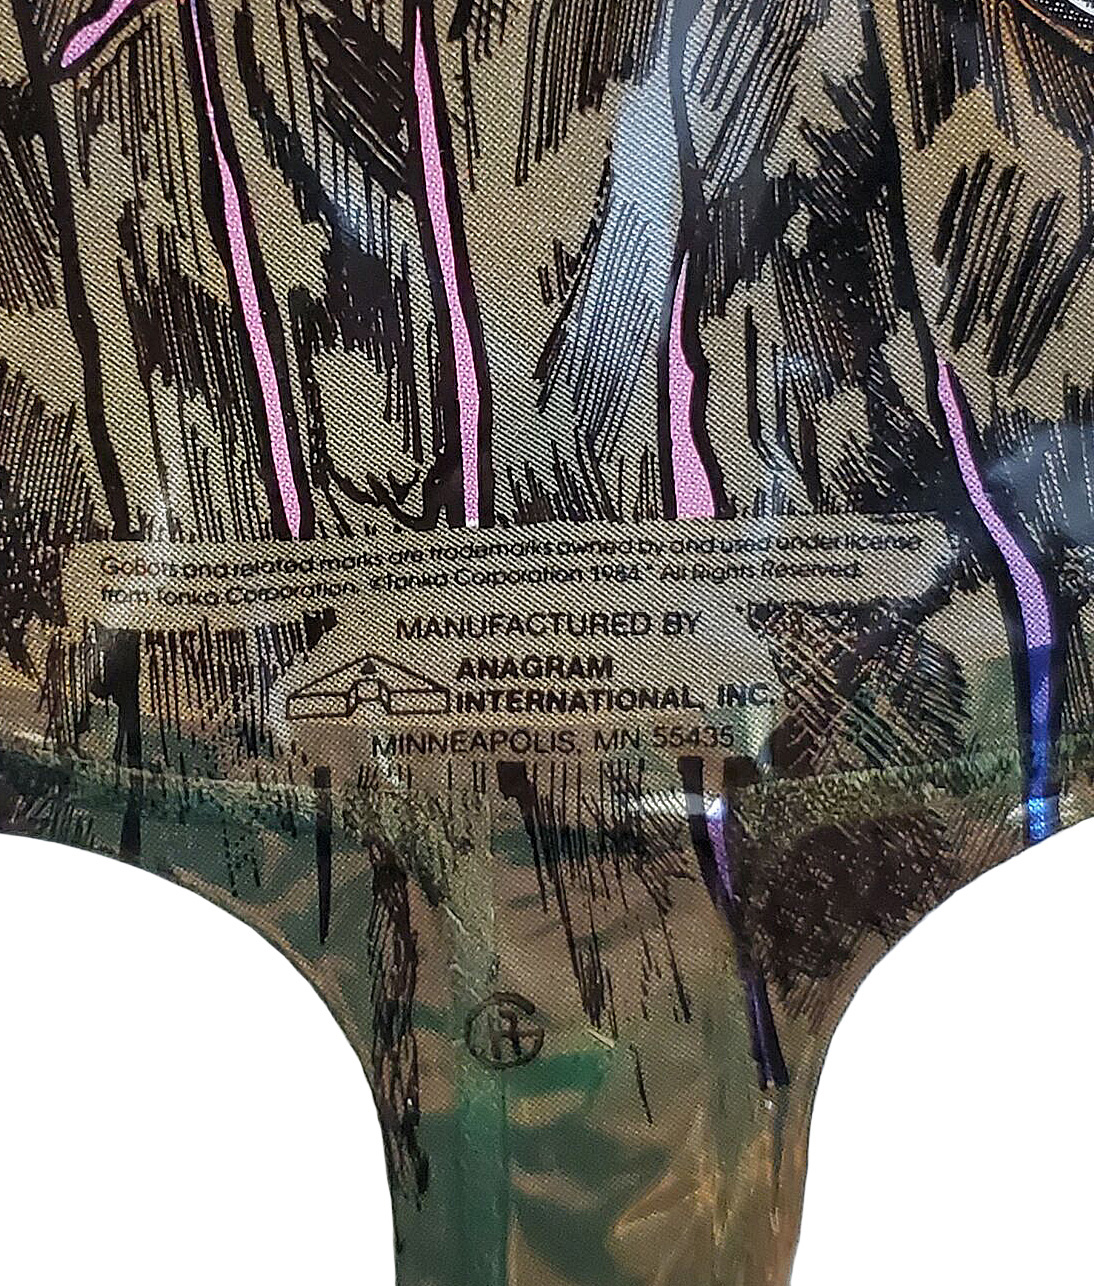 GoBots and related marks are trademarks owned by and used under license
from Tonka Corporation. ©Tonka Corporation 1984. All Rights Reserved.
MANUFACTURED BY
ANAGRAM
INTERNATIONAL, INC.
MINNEAPOLIS, MN 55435